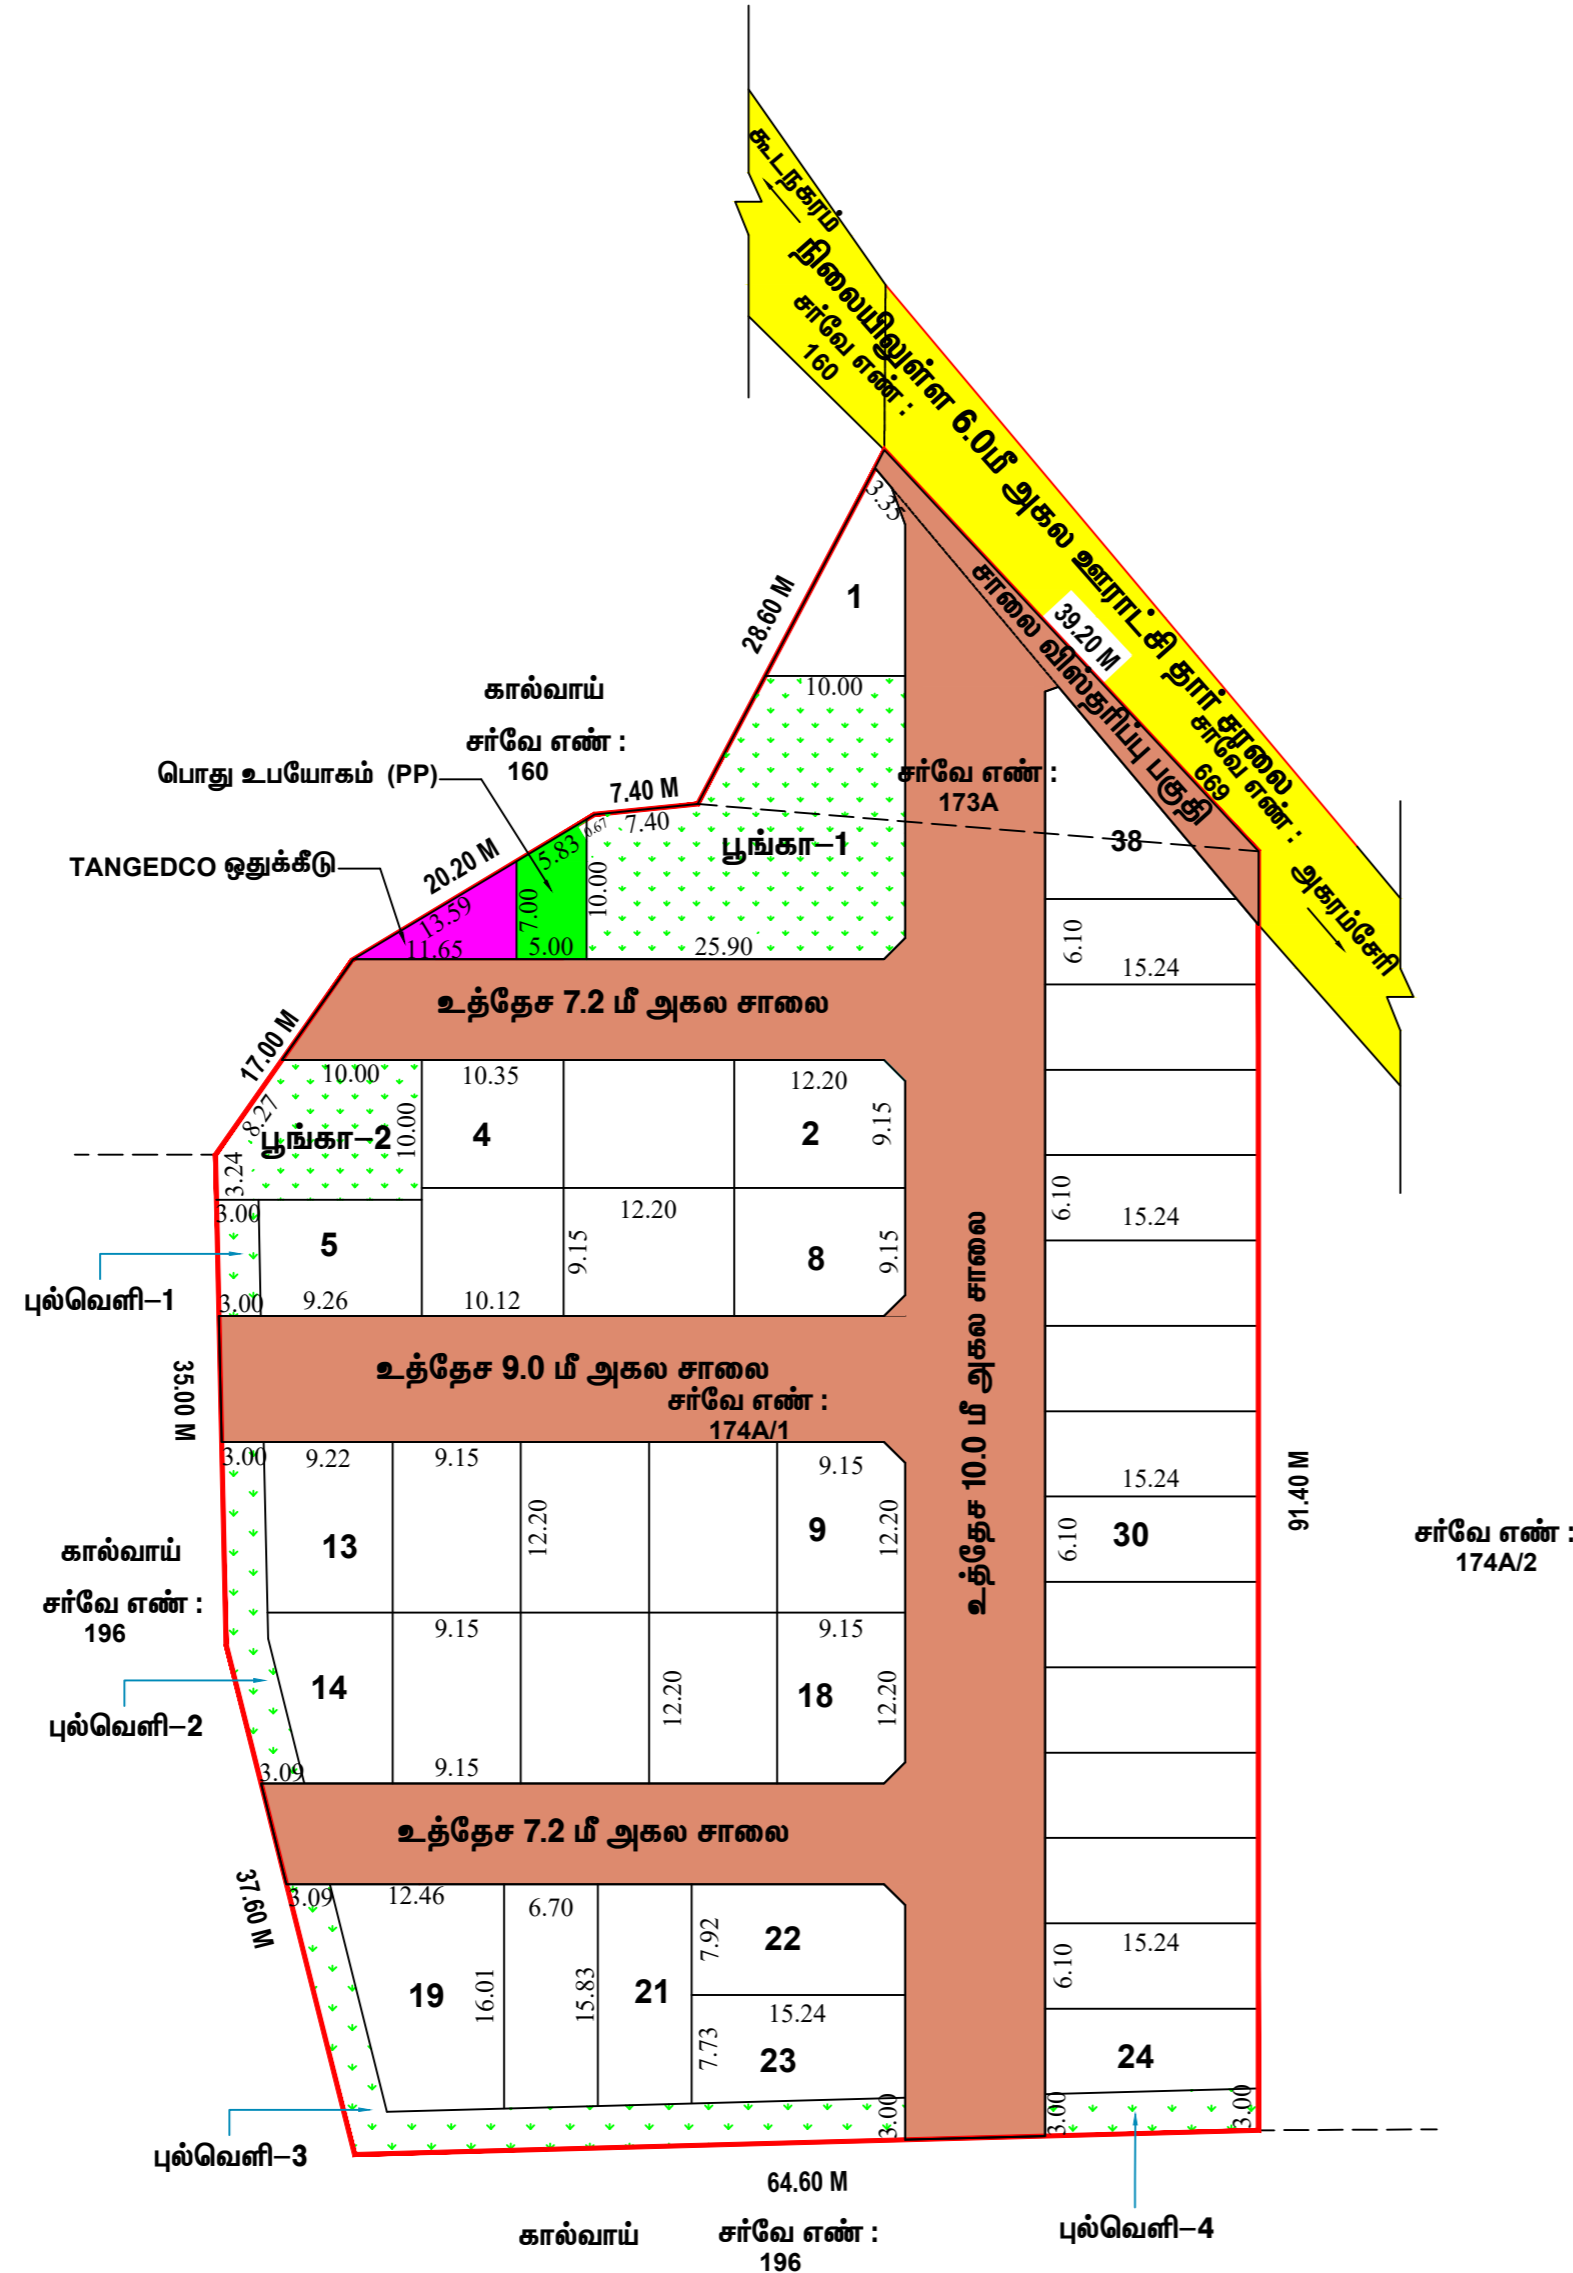 கூடநகரம்
நிலையிலுள்ள 6.0மீ அகல ஊராட்சி தார் சாலை
சர்வே எண் :
160
3.35
சாலை விஸ்தரிப்பு பகுதி
39.20 M
28.60 M
1
10.00
கால்வாய்
சர்வே எண் :
160
சர்வே எண் :
669
பொது உபயோகம் (PP)
7.40 M
7.40
0.67
சர்வே எண் :
173A
பூங்கா-1
38
20.20 M
TANGEDCO ஒதுக்கீடு
5.83
13.59
11.65
7.00
5.00
10.00
25.90
அகரம்சேரி
6.10
15.24
உத்தேச 7.2 மீ அகல சாலை
17.00 M
10.00
8.27
பூங்கா-2
10.00
3.24
10.35
4
12.20
2
9.15
3.00
5
12.20
9.15
8
9.15
6.10
15.24
புல்வெளி-1
3.00
9.26
10.12
உத்தேச 10.0 மீ அகல சாலை
உத்தேச 9.0 மீ அகல சாலை
சர்வே எண் :
174A/1
35.00 M
3.00
9.22
9.15
9.15
15.24
13
12.20
9
12.20
6.10
30
91.40 M
சர்வே எண் :
174A/2
கால்வாய்
சர்வே எண் :
196
9.15
9.15
14
12.20
18
12.20
புல்வெளி-2
3.09
9.15
உத்தேச 7.2 மீ அகல சாலை
37.60 M
3.09
12.46
6.70
7.92
22
6.10
15.24
19
16.01
15.83
21
15.24
7.73
23
24
3.00
3.00
3.00
புல்வெளி-3
64.60 M
கால்வாய்
சர்வே எண் :
196
புல்வெளி-4